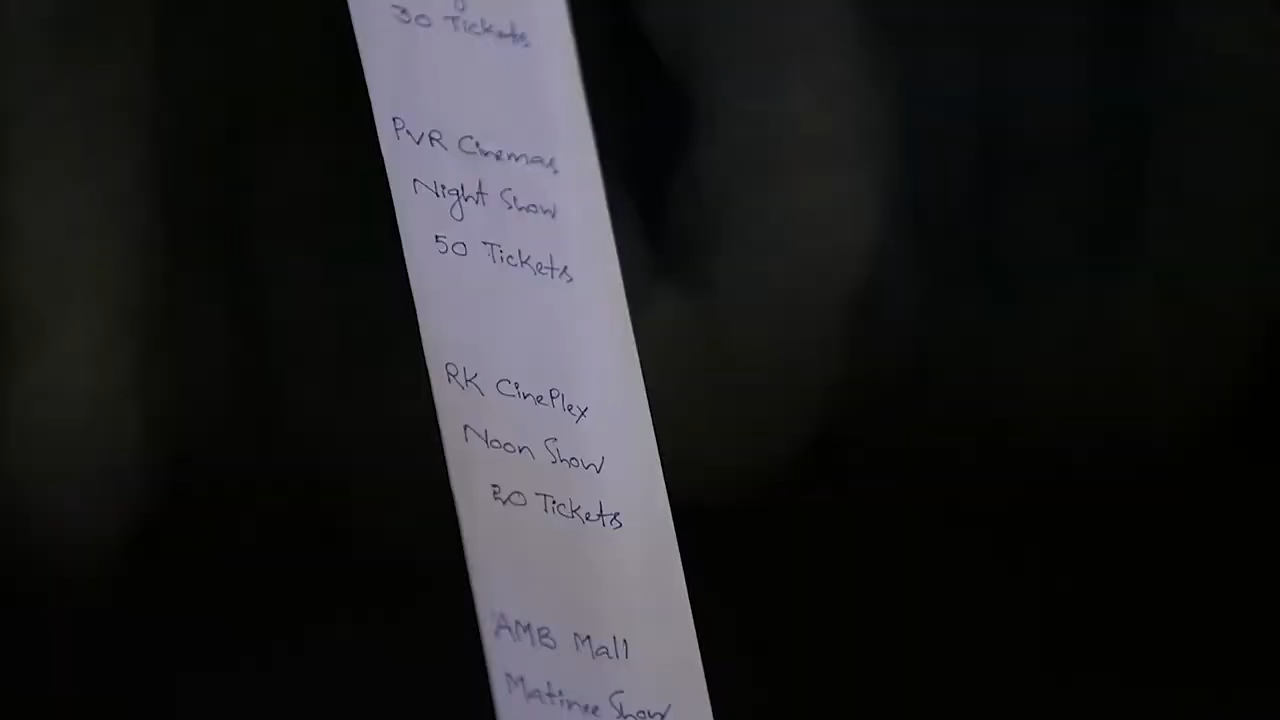 30 Tickets
PVR Cinemas
Night Show
50 Tickets
RK CinePlex
Noon Show
20 Tickets
AMB Mall
Matinee Show